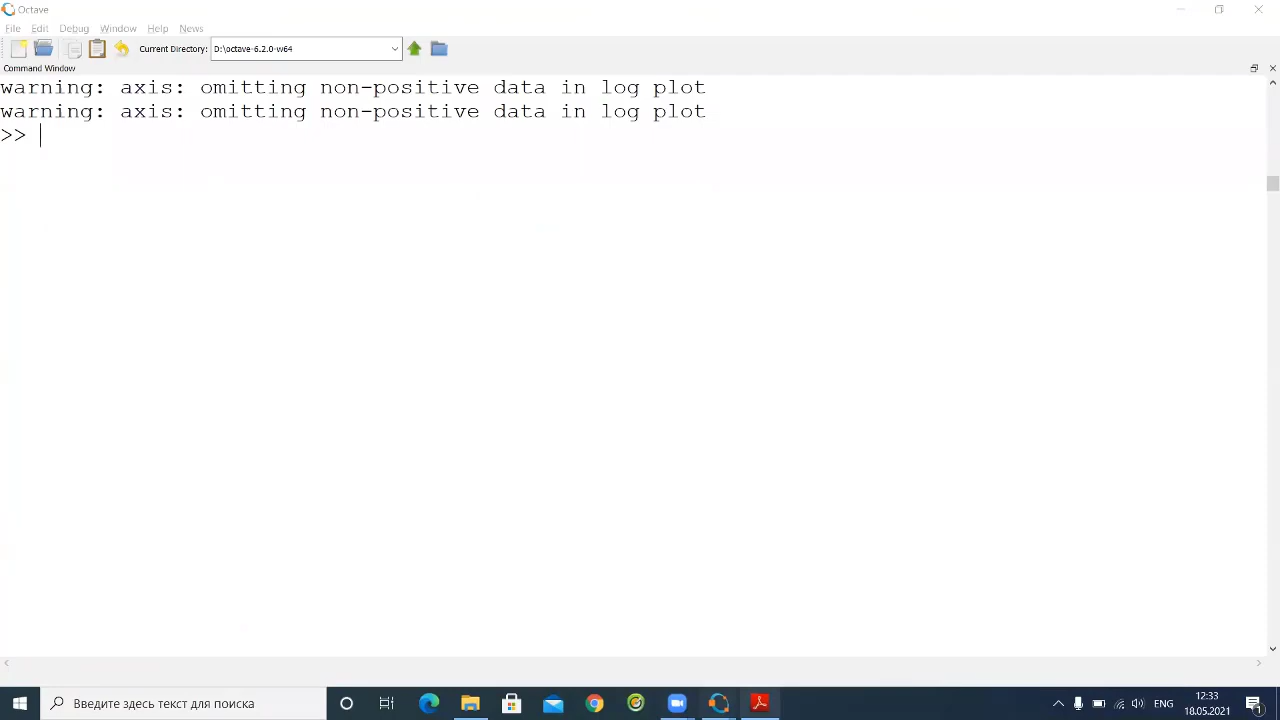 Octave
File Edit Debug Window Help News
Current Directory: D:\octave-6.2.0-w64
Command Window
warning: axis: omitting non-positive data in log plot
warning: axis: omitting non-positive data in log plot
>>
Введите здесь текст для поиска
ENG
12:33
18.05.2021
1